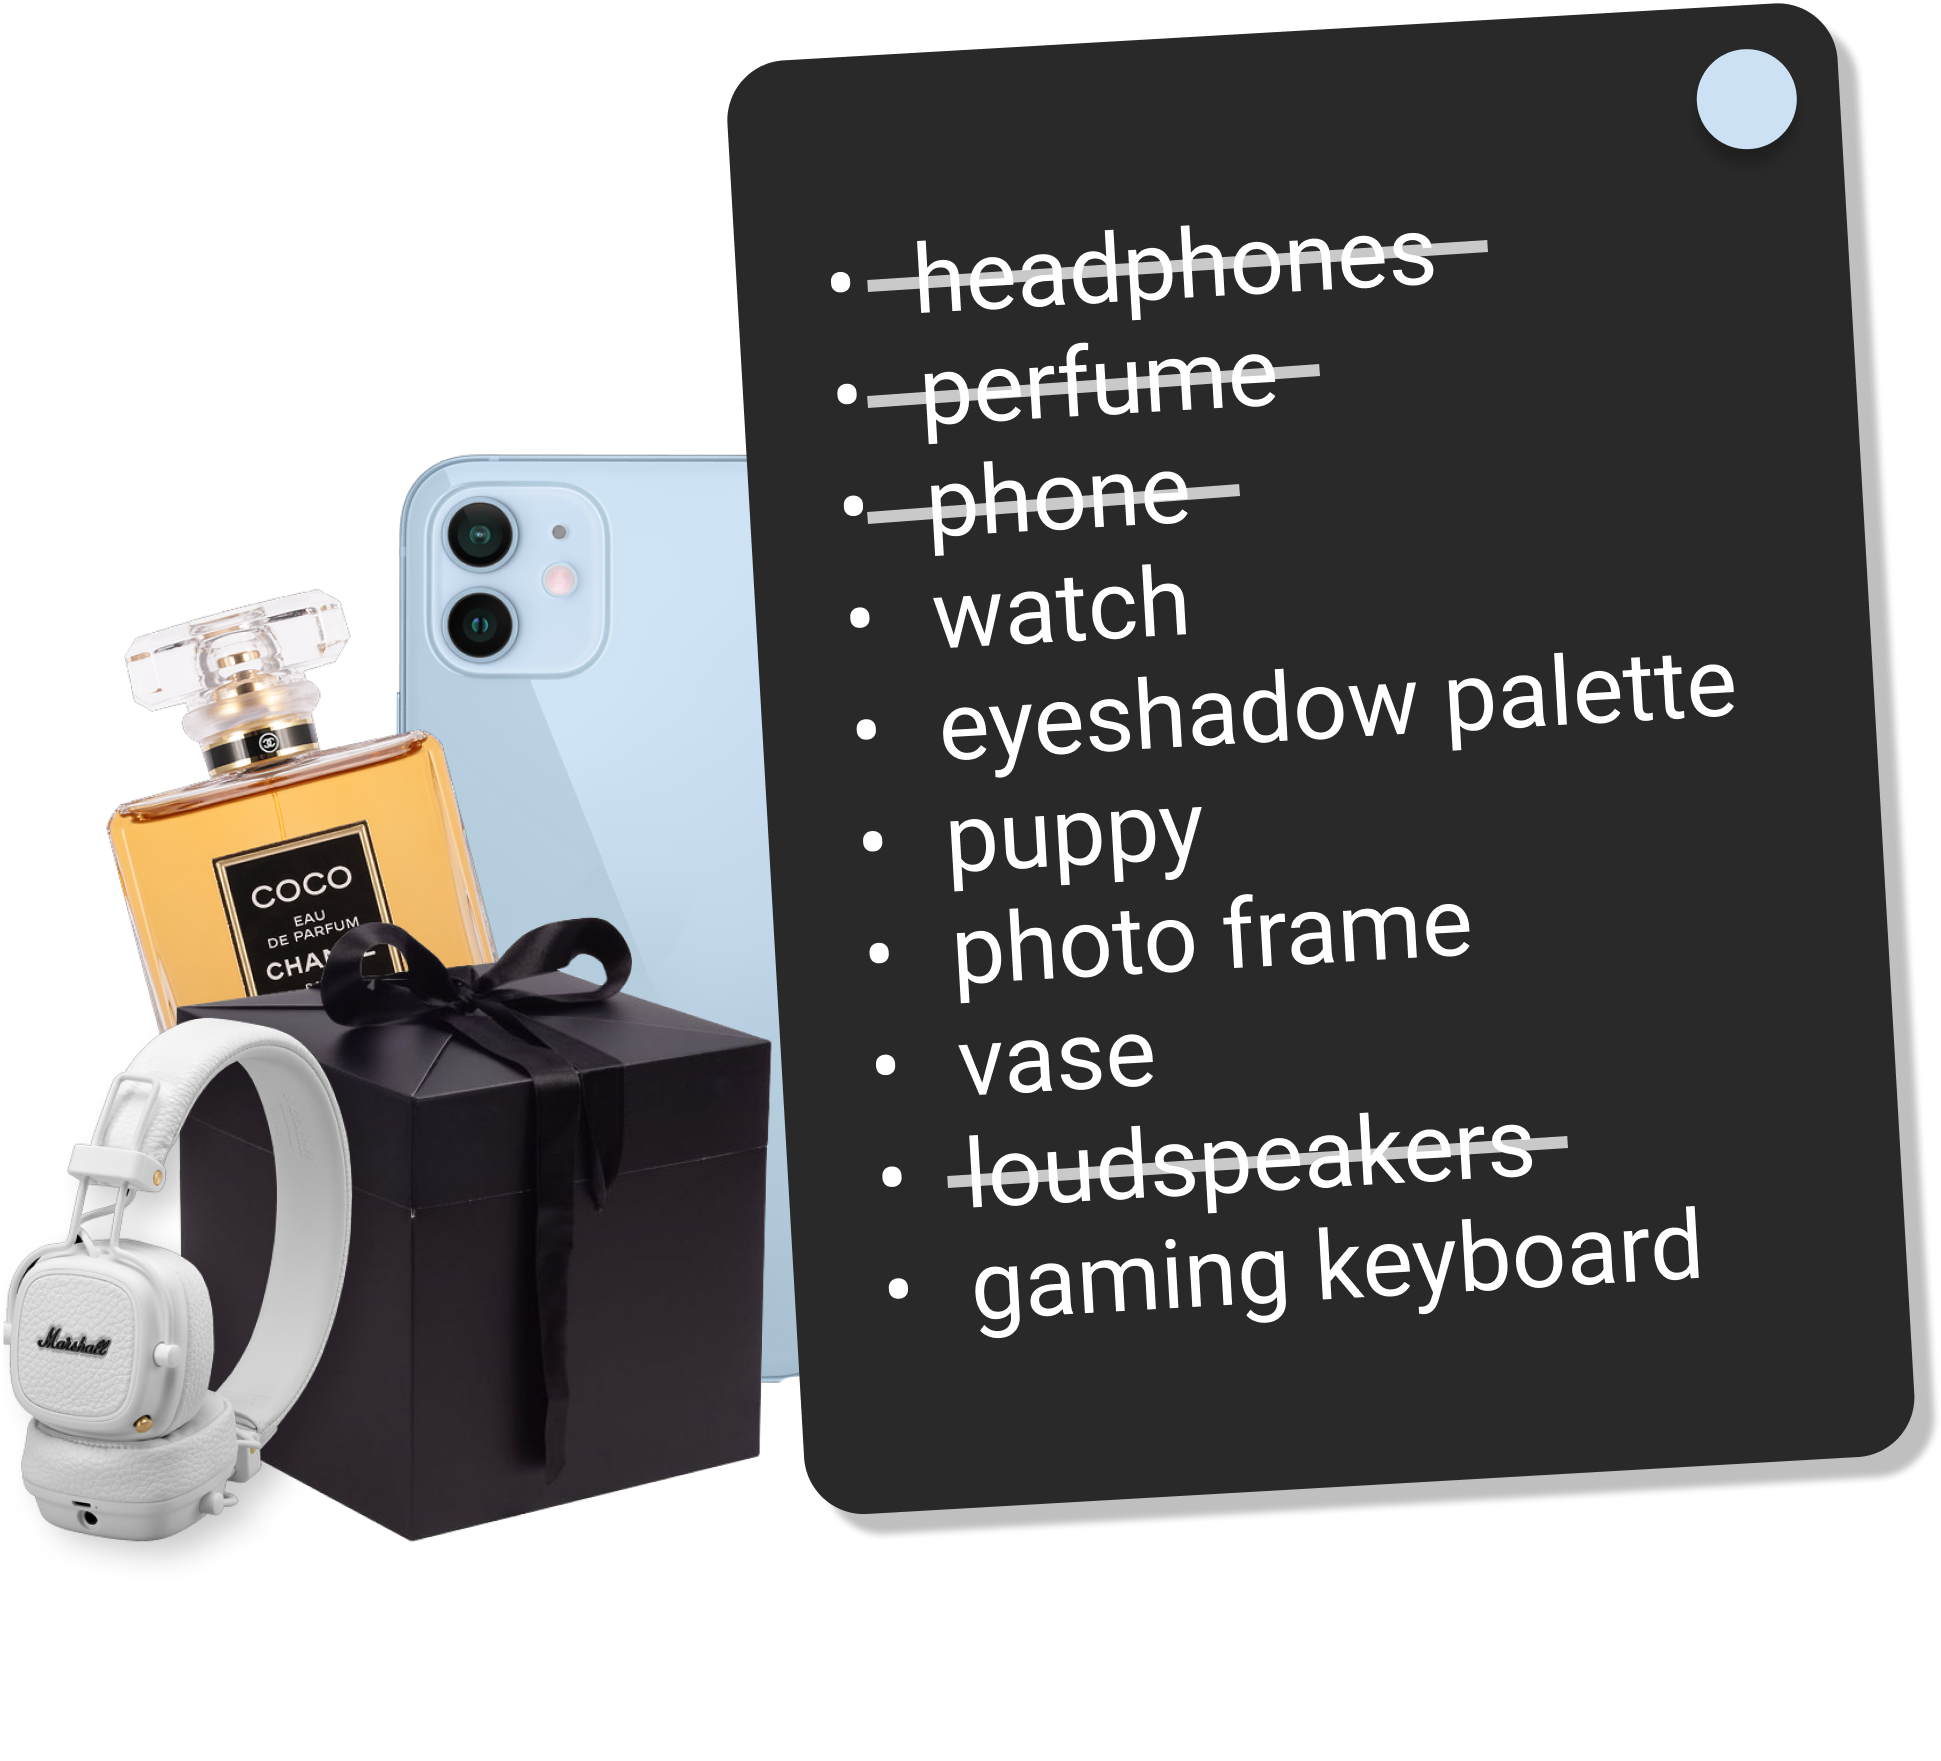 • headphones
• perfume
• phone
• watch
• eyeshadow palette
• puppy
• photo frame
• vase
• loudspeakers
• gaming keyboard
COCO
EAU
DE PARFUM
Marshall